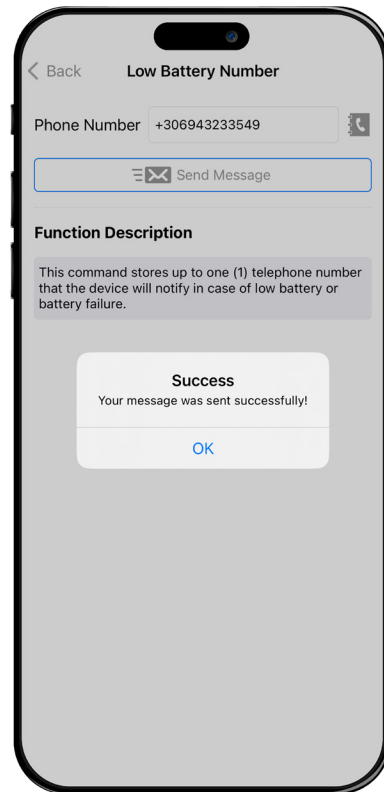 Back
Low Battery Number
Phone Number
+306943233549
Send Message
Function Description
This command stores up to one (1) telephone number
that the device will notify in case of low battery or
battery failure.
Success
Your message was sent successfully!
OK